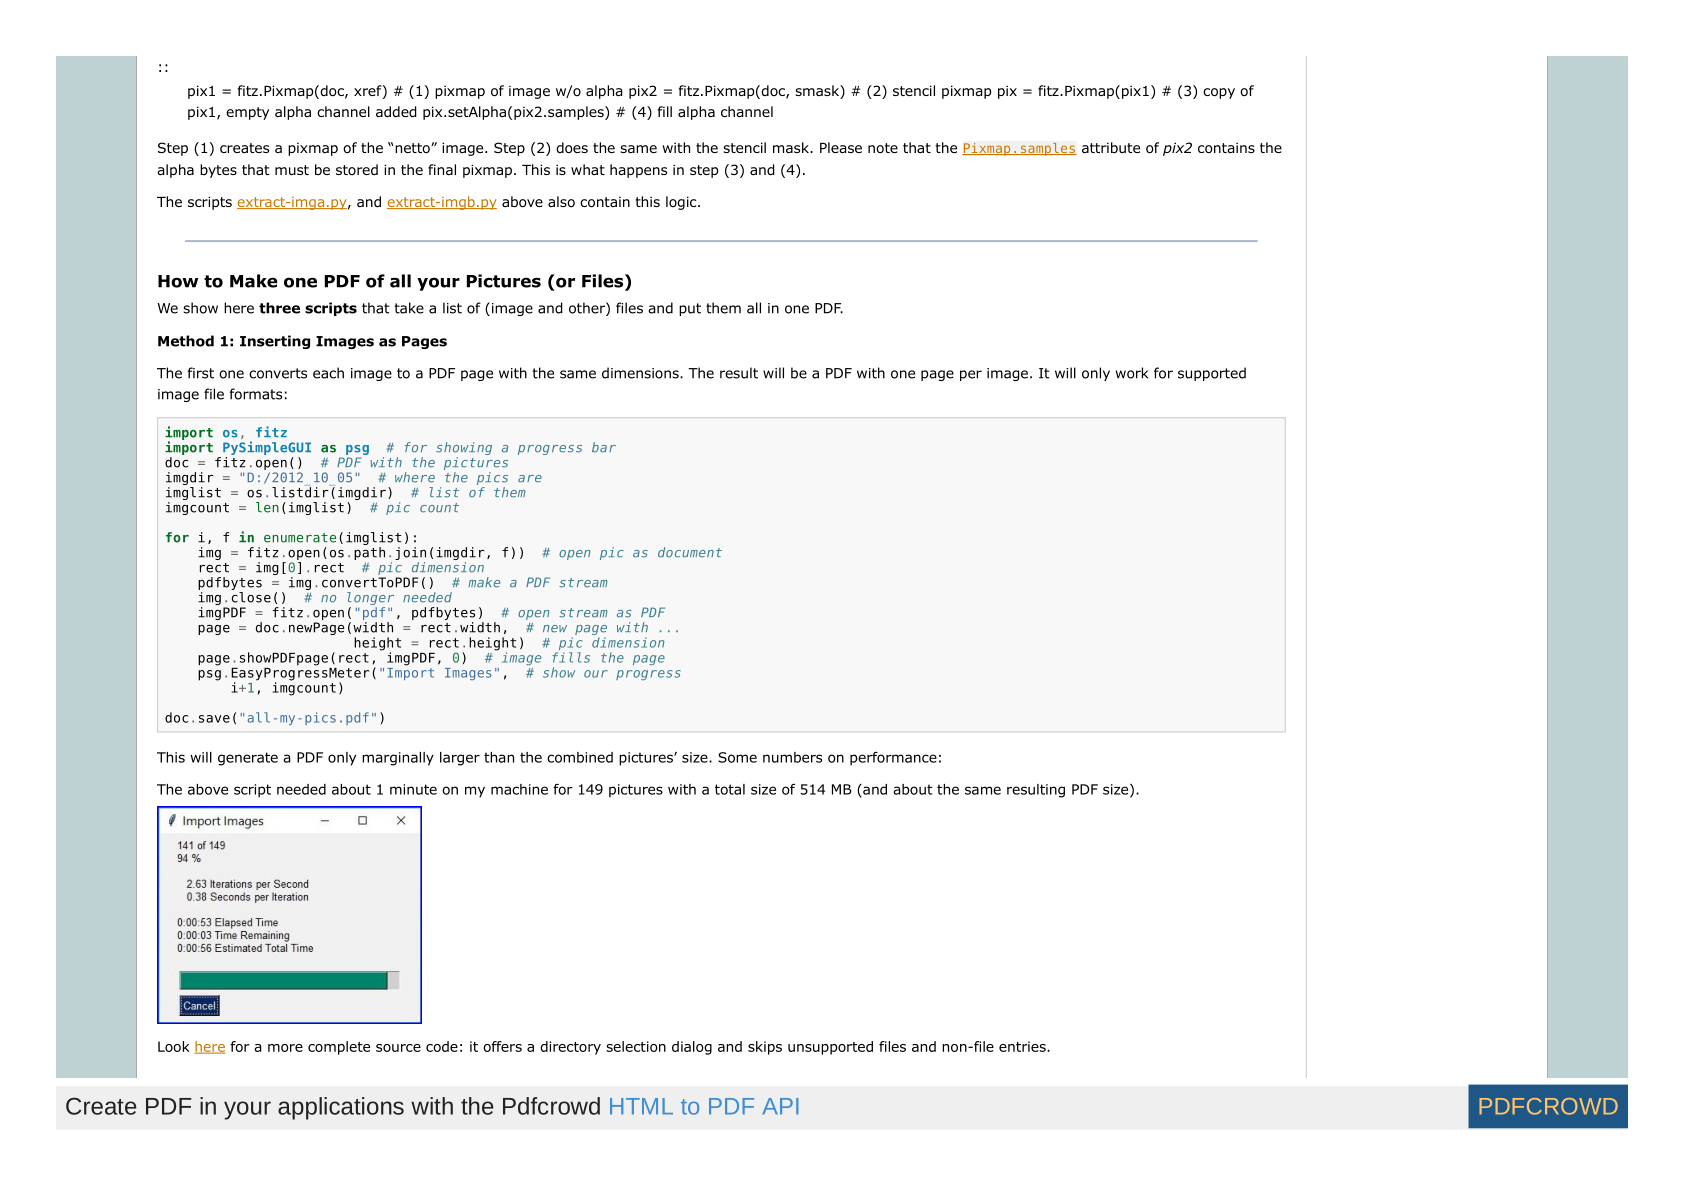 ::
pix1 = fitz.Pixmap(doc, xref) # (1) pixmap of image w/o alpha pix2 = fitz.Pixmap(doc, smask) # (2) stencil pixmap pix = fitz.Pixmap(pix1) # (3) copy of
pix1, empty alpha channel added pix.setAlpha(pix2.samples) # (4) fill alpha channel
Step (1) creates a pixmap of the “netto” image. Step (2) does the same with the stencil mask. Please note that the Pixmap.samples attribute of pix2 contains the
alpha bytes that must be stored in the final pixmap. This is what happens in step (3) and (4).
The scripts extract-imga.py, and extract-imgb.py above also contain this logic.
How to Make one PDF of all your Pictures (or Files)
We show here three scripts that take a list of (image and other) files and put them all in one PDF.
Method 1: Inserting Images as Pages
The first one converts each image to a PDF page with the same dimensions. The result will be a PDF with one page per image. It will only work for supported
image file formats:
import os, fitz
import PySimpleGUI as psg  # for showing a progress bar
doc = fitz.open()  # PDF with the pictures
imgdir = "D:/2012_10_05"  # where the pics are
imglist = os.listdir(imgdir)  # list of them
imgcount = len(imglist)  # pic count
for i, f in enumerate(imglist):
    img = fitz.open(os.path.join(imgdir, f))  # open pic as document
    rect = img[0].rect  # pic dimension
    pdfbytes = img.convertToPDF()  # make a PDF stream
    img.close()  # no longer needed
    imgPDF = fitz.open("pdf", pdfbytes)  # open stream as PDF
    page = doc.newPage(width = rect.width,  # new page with ...
                       height = rect.height)  # pic dimension
    page.showPDFpage(rect, imgPDF, 0)  # image fills the page
    psg.EasyProgressMeter("Import Images",  # show our progress
        i+1, imgcount)
doc.save("all-my-pics.pdf")
This will generate a PDF only marginally larger than the combined pictures’ size. Some numbers on performance:
The above script needed about 1 minute on my machine for 149 pictures with a total size of 514 MB (and about the same resulting PDF size).
Import Images
141 of 149
94 %
2.63 Iterations per Second
0.38 Seconds per Iteration
0:00:53 Elapsed Time
0:00:03 Time Remaining
0:00:56 Estimated Total Time
Cancel
Look here for a more complete source code: it offers a directory selection dialog and skips unsupported files and non-file entries.
Create PDF in your applications with the Pdfcrowd HTML to PDF API
PDFCROWD